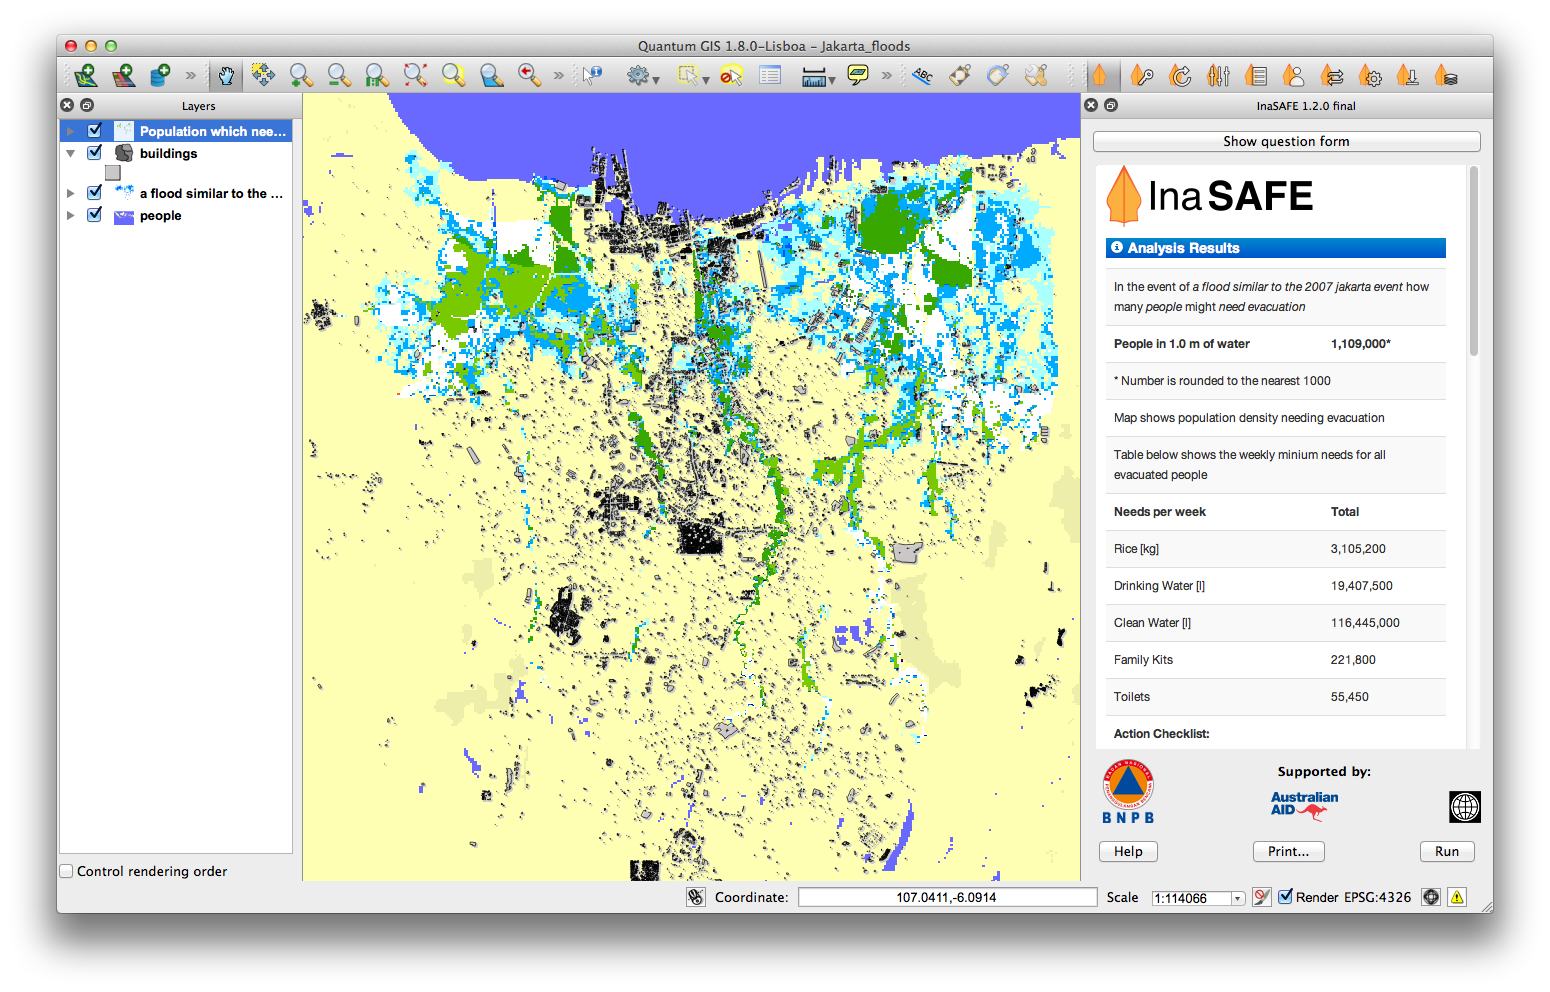 Quantum GIS 1.8.0-Lisboa - Jakarta_floods
»
»
ABC
»
Layers
InaSAFE 1.2.0 final
Population which nee...
buildings
a flood similar to the ...
people
Show question form
InaSAFE
Analysis Results
In the event of a flood similar to the 2007 jakarta event how
many people might need evacuation
People in 1.0 m of water 1,109,000*
* Number is rounded to the nearest 1000
Map shows population density needing evacuation
Table below shows the weekly minium needs for all
evacuated people
Needs per week Total
Rice [kg] 3,105,200
Drinking Water [l] 19,407,500
Clean Water [l] 116,445,000
Family Kits 221,800
Toilets 55,450
Action Checklist:
Supported by:
BNPB
Australian
AID
Help Print... Run
Control rendering order
Coordinate: 107.0411,-6.0914 Scale 1:114066 Render EPSG:4326